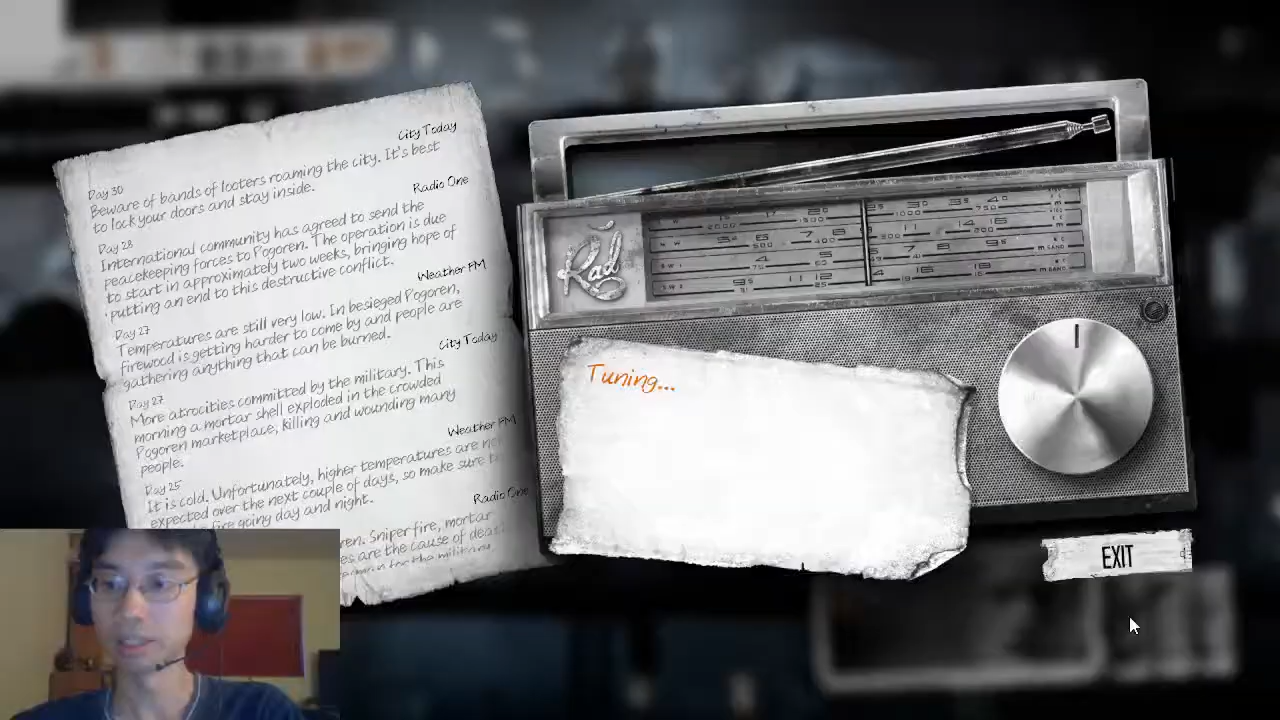 City Today
Day 30
Beware of bands of looters roaming the city. It's best
to lock your doors and stay inside.
Radio One
Day 28
International community has agreed to send the
peacekeeping forces to Pogoren. The operation is due
to start in approximately two weeks, bringing hope of
putting an end to this destructive conflict.
Weather FM
Day 27
Temperatures are still very low. In besieged Pogoren,
firewood is getting harder to come by and people are
gathering anything that can be burned.
City Today
Day 27
More atrocities committed by the military. This
morning a mortar shell exploded in the crowded
Pogoren marketplace, killing and wounding many
people.
Weather FM
Day 25
It is cold. Unfortunately, higher temperatures are
expected over the next couple of days, so make sure
fire going day and night.
Radio One
Sniper fire, mortar
are the cause of
Rad
Tuning...
EXIT